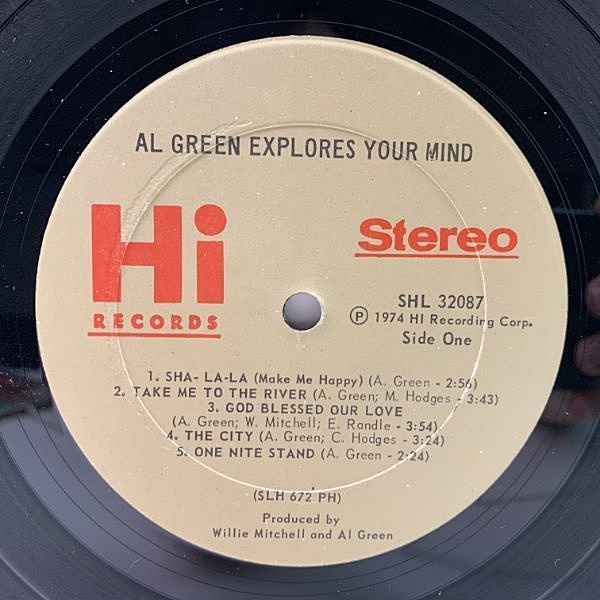 AL GREEN EXPLORES YOUR MIND
Hi
RECORDS
Stereo
SHL 32087
Ⓟ 1974 HI Recording Corp.
Side One
1. SHA- LA-LA (Make Me Happy) (A. Green - 2:56)
2. TAKE ME TO THE RIVER (A. Green; M. Hodges - 3:43)
3. GOD BLESSED OUR LOVE
(A. Green; W. Mitchell; E. Randle - 3:54)
4. THE CITY (A. Green; C. Hodges - 3:24)
5. ONE NITE STAND (A. Green - 2:24)
(SLH 672 PH)
Produced by
Willie Mitchell and Al Green